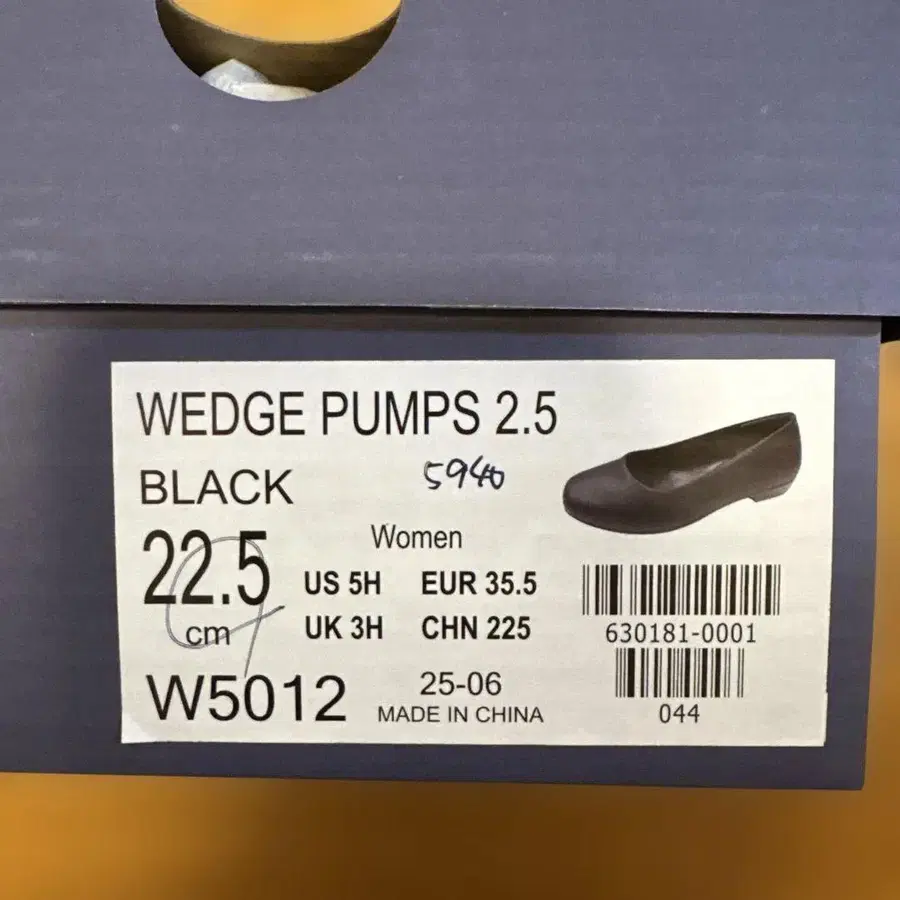 WEDGE PUMPS 2.5
BLACK
5940
Women
22.5
cm
US 5H EUR 35.5
UK 3H CHN 225
630181-0001
W5012
25-06
MADE IN CHINA
044